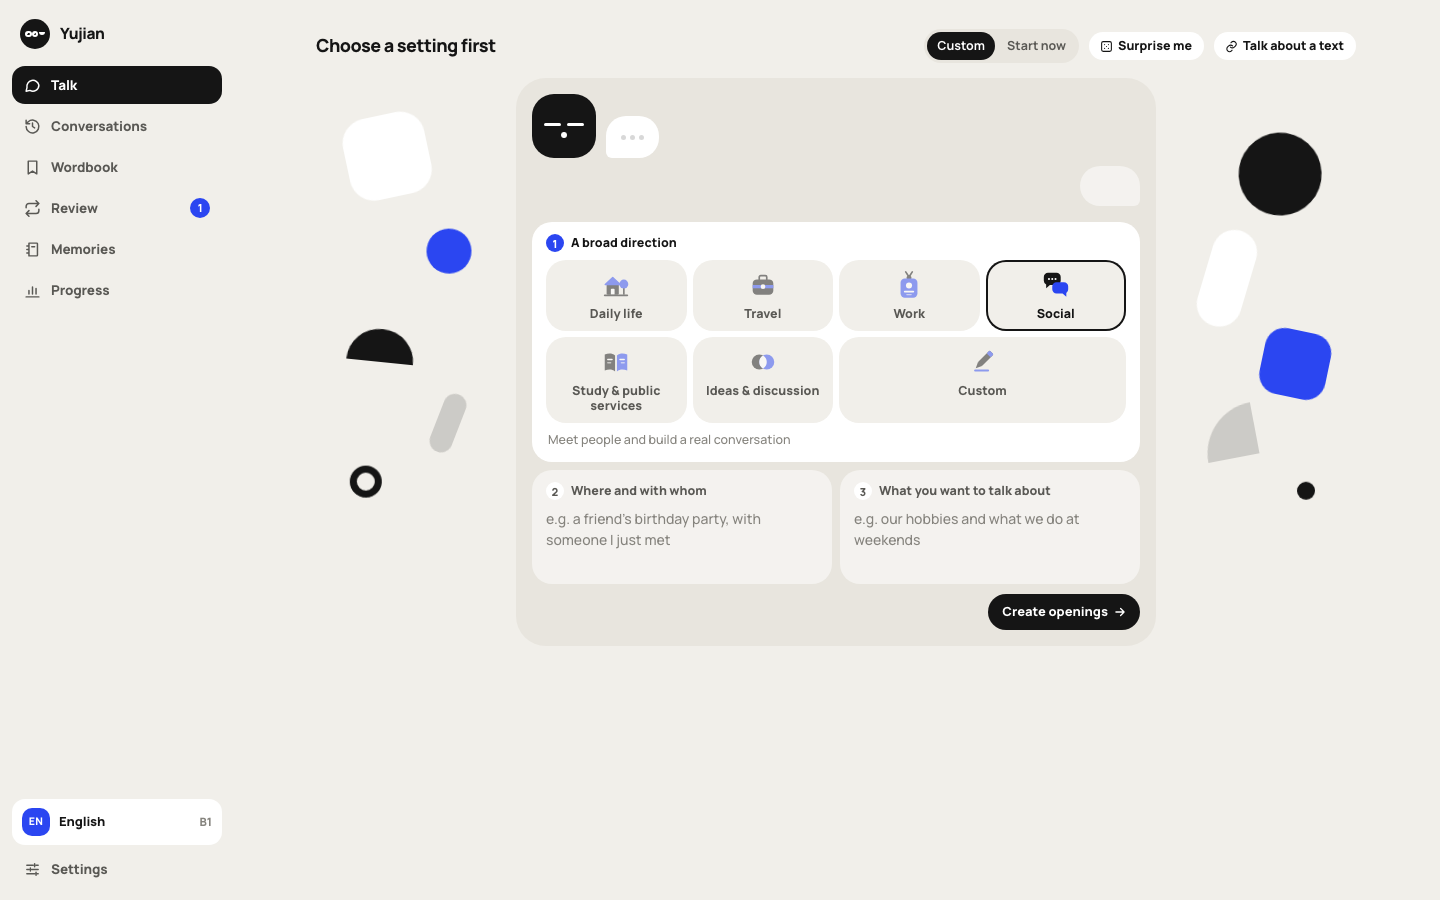 Yujian
Talk
Conversations
Wordbook
Review
1
Memories
Progress
EN
English
B1
Settings
Choose a setting first
Custom
Start now
Surprise me
Talk about a text
1
A broad direction
Daily life
Travel
Work
Social
Study & public
services
Ideas & discussion
Custom
Meet people and build a real conversation
2
Where and with whom
e.g. a friend's birthday party, with
someone I just met
3
What you want to talk about
e.g. our hobbies and what we do at
weekends
Create openings